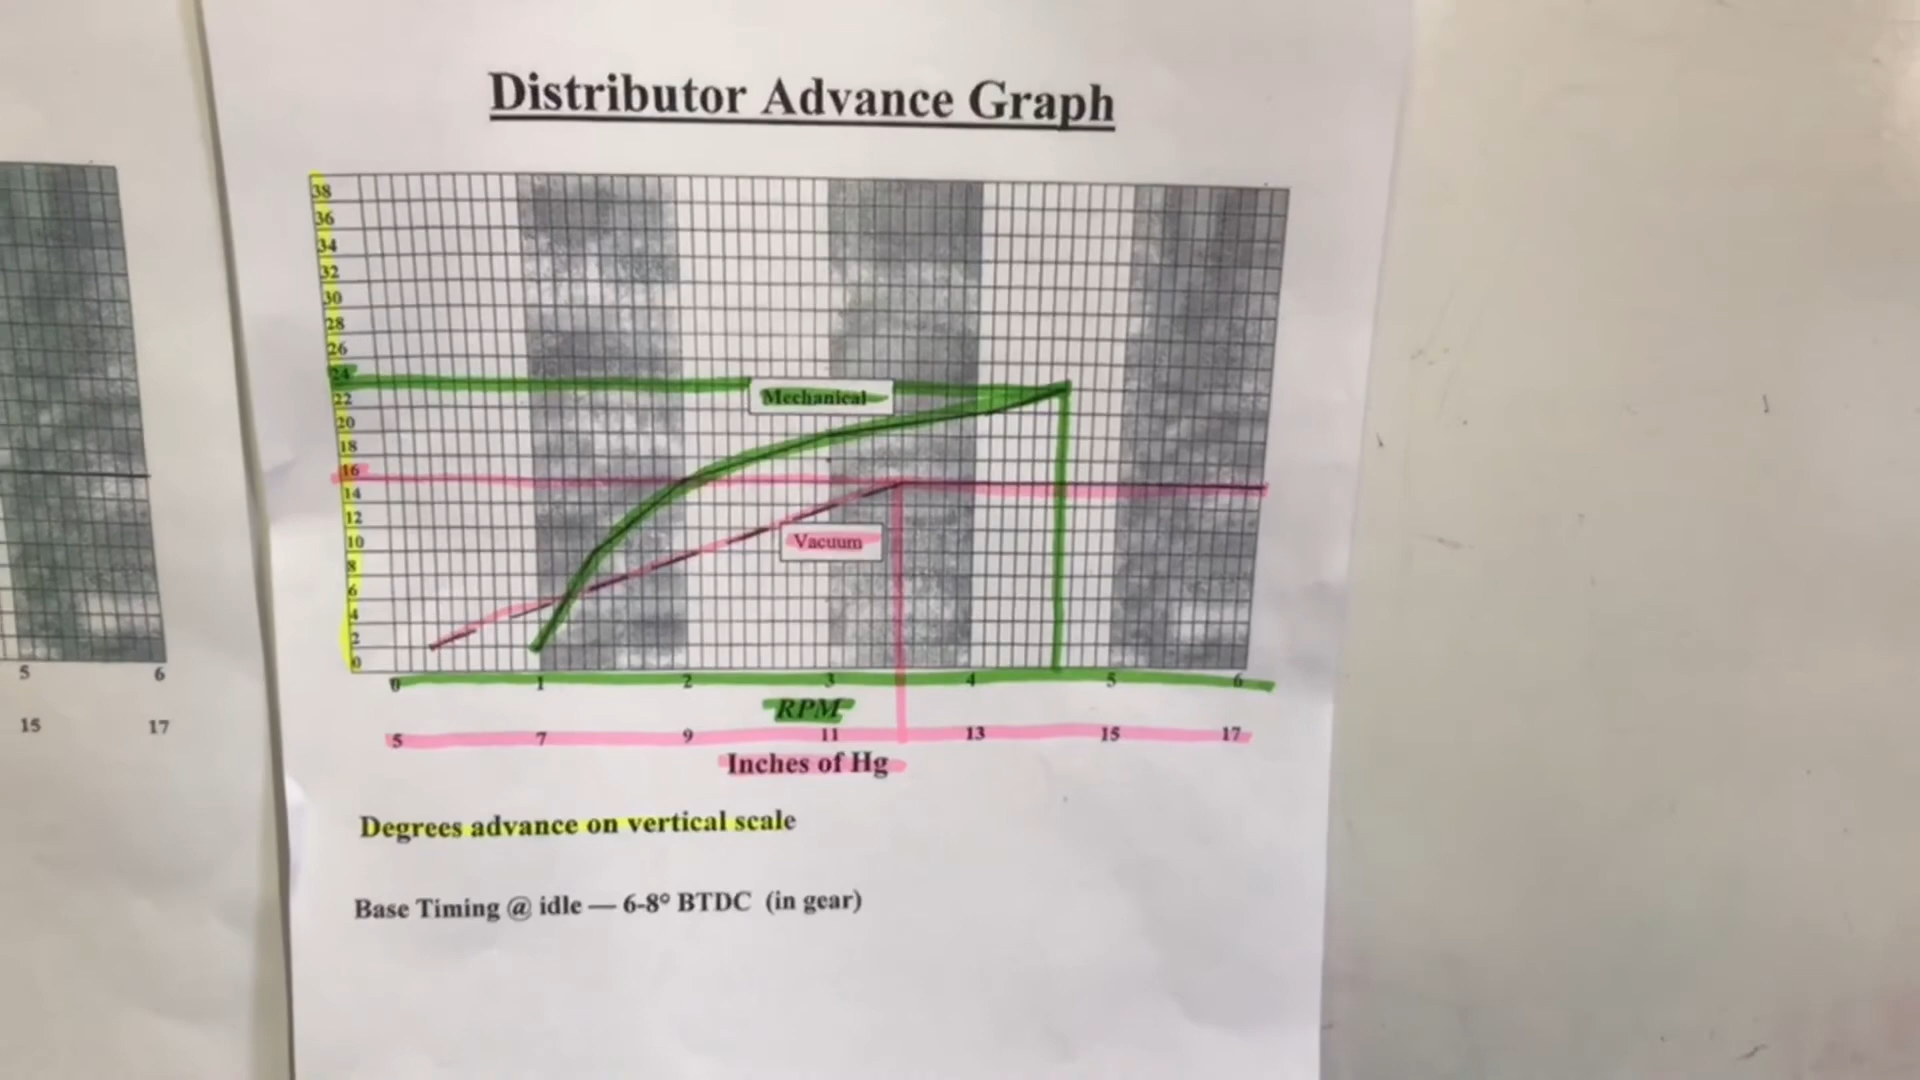 Distributor Advance Graph
38
36
34
32
30
28
26
24
22
20
18
16
14
12
10
8
6
4
2
0
Mechanical
Vacuum
0 1 2 3 4 5 6
RPM
5 7 9 11 13 15 17
Inches of Hg
Degrees advance on vertical scale
Base Timing @ idle — 6-8° BTDC (in gear)
5 6
15 17